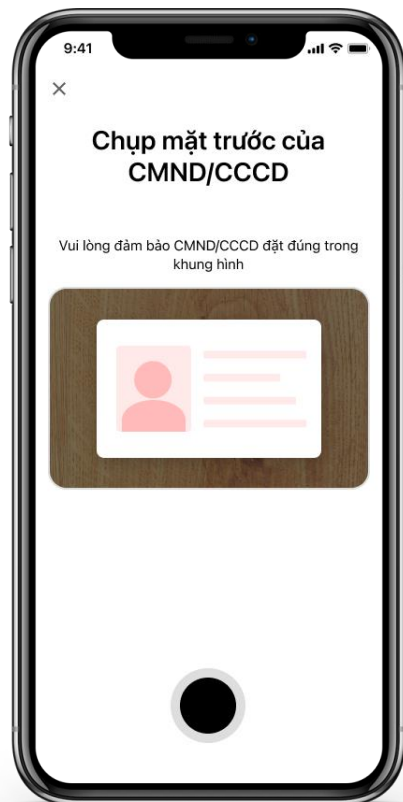 9:41
Chụp mặt trước của
CMND/CCCD
Vui lòng đảm bảo CMND/CCCD đặt đúng trong
khung hình